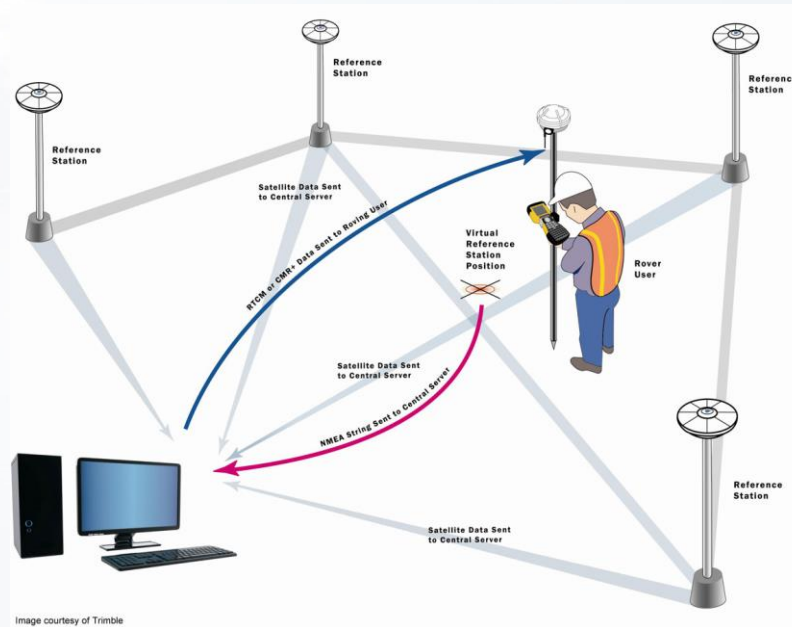 Reference
Station
Reference
Station
Reference
Station
Satellite Data Sent
to Central Server
RTCM or CMR+ Data Sent to Roving User
Virtual
Reference
Station
Position
Rover
User
Satellite Data Sent
to Central Server
NMEA String Sent to Central Server
Reference
Station
Satellite Data Sent
to Central Server
Image courtesy of Trimble